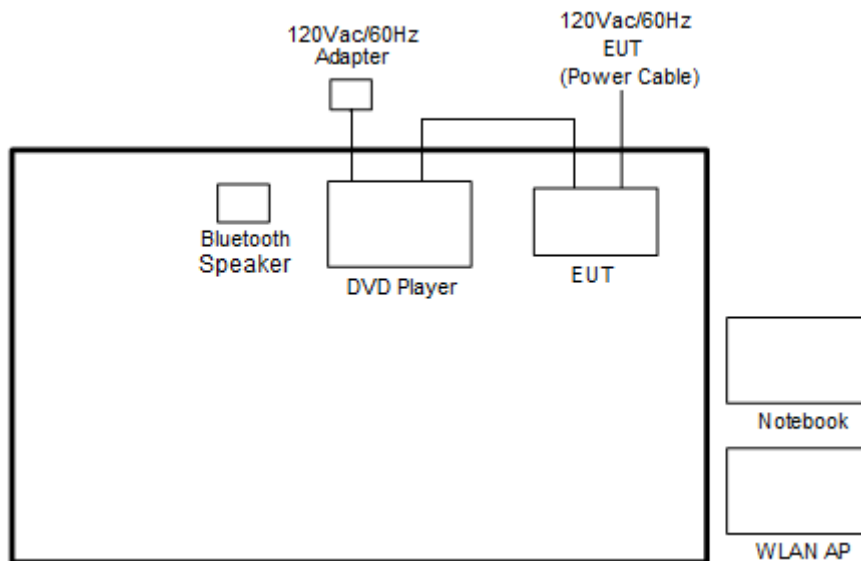 120Vac/60Hz
Adapter
120Vac/60Hz
EUT
(Power Cable)
Bluetooth
Speaker
DVD Player
EUT
Notebook
WLAN AP